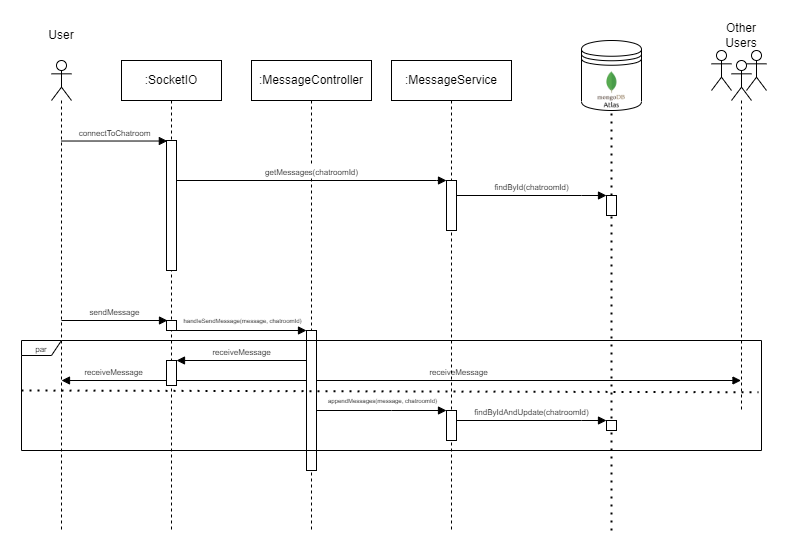 User
Other
Users
:SocketIO
:MessageController
:MessageService
mongoDB
Atlas
connectToChatroom
getMessages(chatroomId)
findById(chatroomId)
sendMessage
handleSendMessage(message, chatroomId)
par
receiveMessage
receiveMessage
receiveMessage
appendMessages(message, chatroomId)
findByIdAndUpdate(chatroomId)